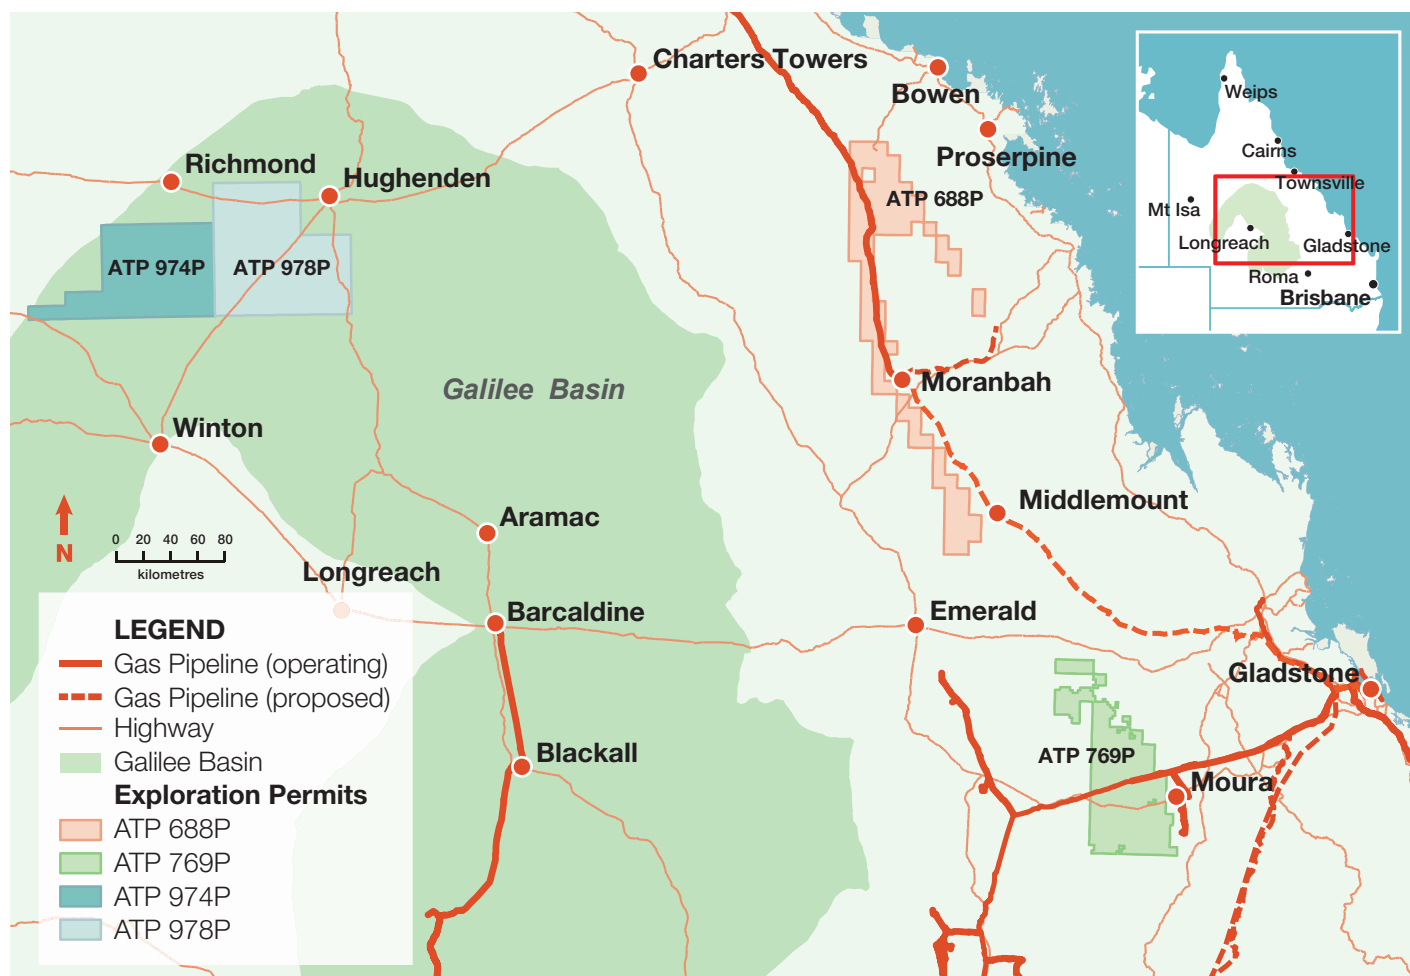 Charters Towers
Bowen
Proserpine
Richmond
Hughenden
ATP 688P
ATP 974P
ATP 978P
Galilee Basin
Moranbah
Winton
Middlemount
Aramac
N
0 20 40 60 80
kilometres
Longreach
Barcaldine
Emerald
Gladstone
Blackall
ATP 769P
Moura
LEGEND
Gas Pipeline (operating)
Gas Pipeline (proposed)
Highway
Galilee Basin
Exploration Permits
ATP 688P
ATP 769P
ATP 974P
ATP 978P
Weips
Cairns
Townsville
Mt Isa
Longreach
Gladstone
Roma
Brisbane